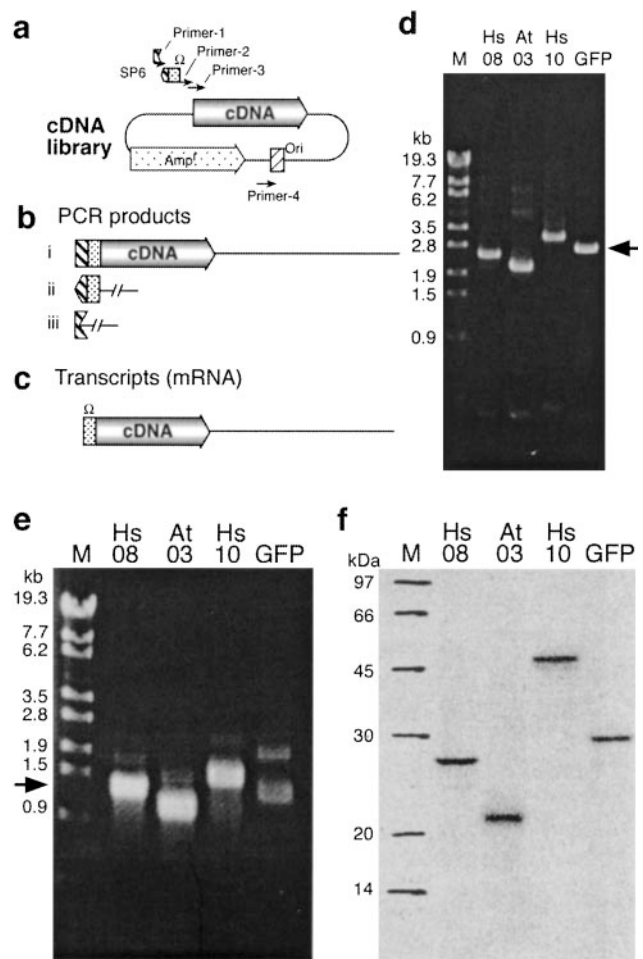 a
Primer-1
Ω
Primer-2
SP6
Primer-3
cDNA library
cDNA
Ampʳ
Ori
Primer-4
b PCR products
i
cDNA
ii
iii
c Transcripts (mRNA)
Ω
cDNA
d
M Hs 08 At 03 Hs 10 GFP
kb
19.3
7.7
6.2
3.5
2.8
1.9
1.5
0.9
e
M Hs 08 At 03 Hs 10 GFP
kb
19.3
7.7
6.2
3.5
2.8
1.9
1.5
0.9
f
M Hs 08 At 03 Hs 10 GFP
kDa
97
66
45
30
20
14